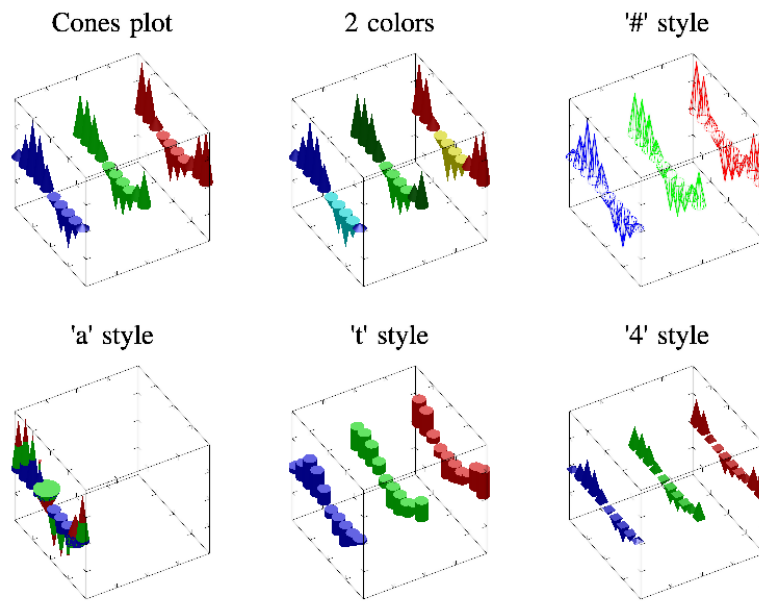 Cones plot
2 colors
'#' style
'a' style
't' style
'4' style